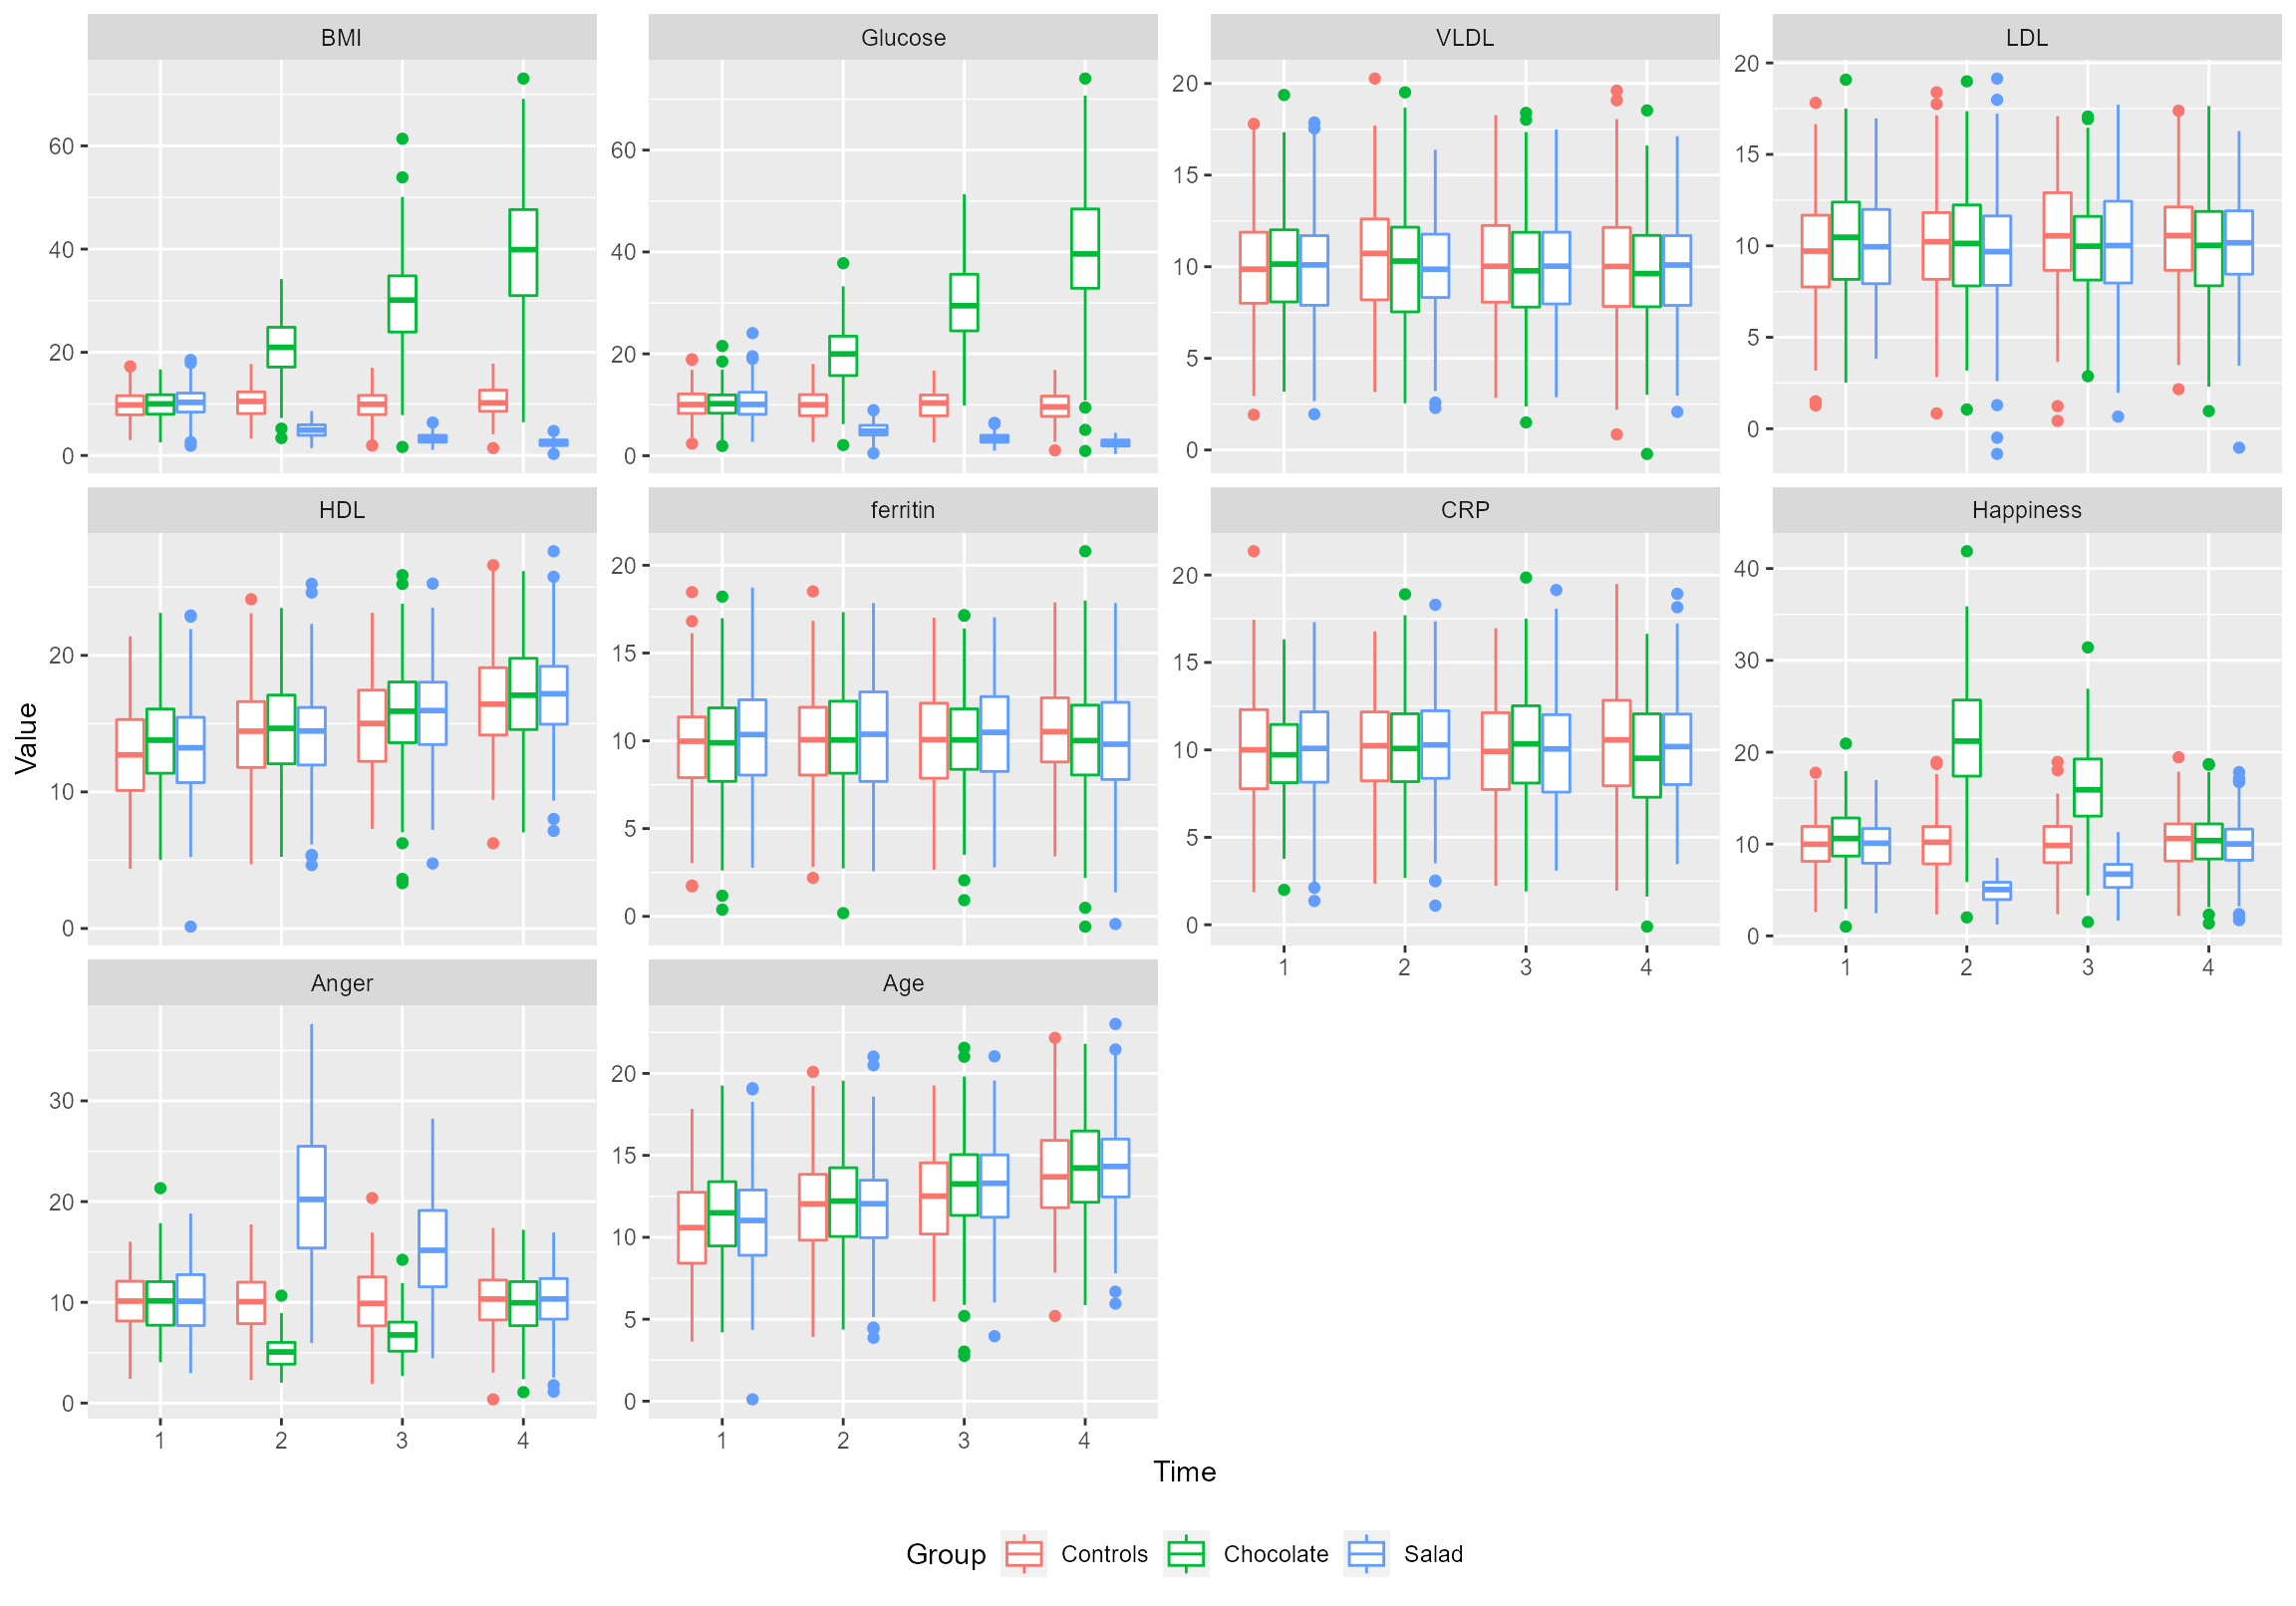 BMI Glucose VLDL LDL
60 40 20 0
60 40 20 0
20 15 10 5 0
20 15 10 5 0
HDL ferritin CRP Happiness
20 10 0
20 15 10 5 0
20 15 10 5 0
40 30 20 10 0
1 2 3 4 1 2 3 4
Anger Age
30 20 10 0
20 15 10 5 0
1 2 3 4 1 2 3 4
Value
Time
Group Controls Chocolate Salad